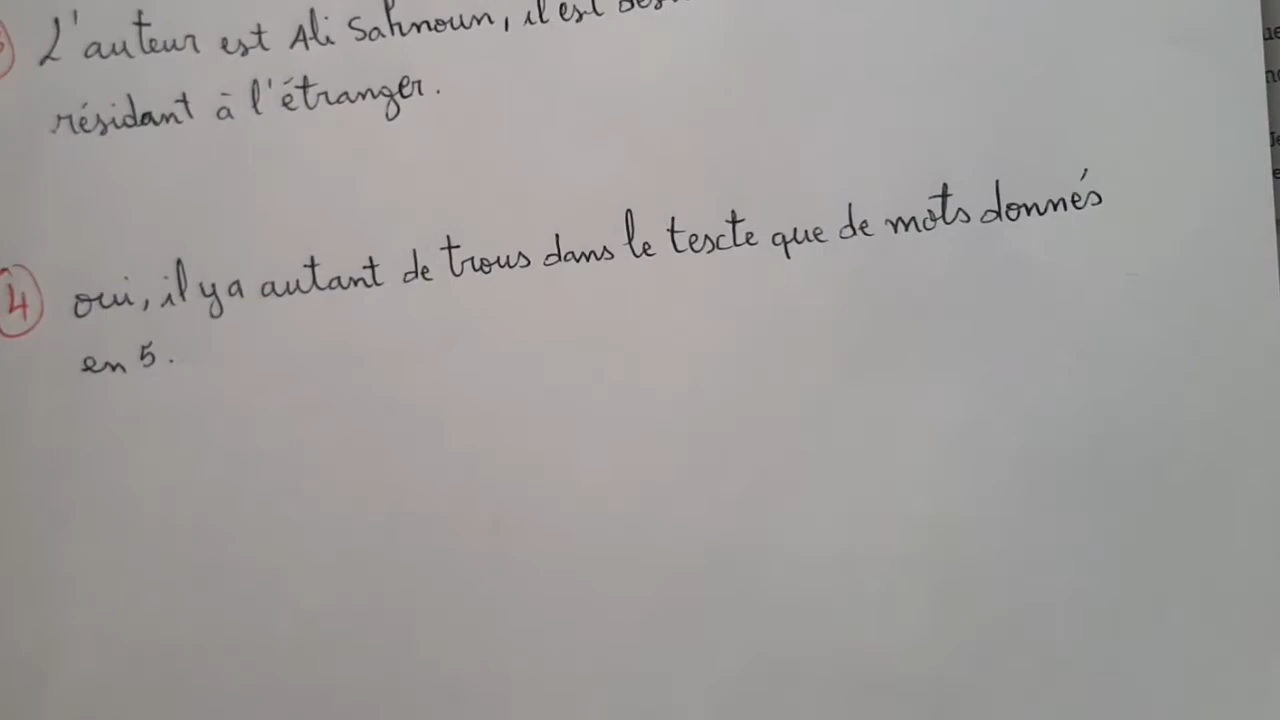 L'auteur est Ali Sahnoun, il est
résidant à l'étranger.
4 oui, il y a autant de trous dans le texte que de mots donnés
en 5.